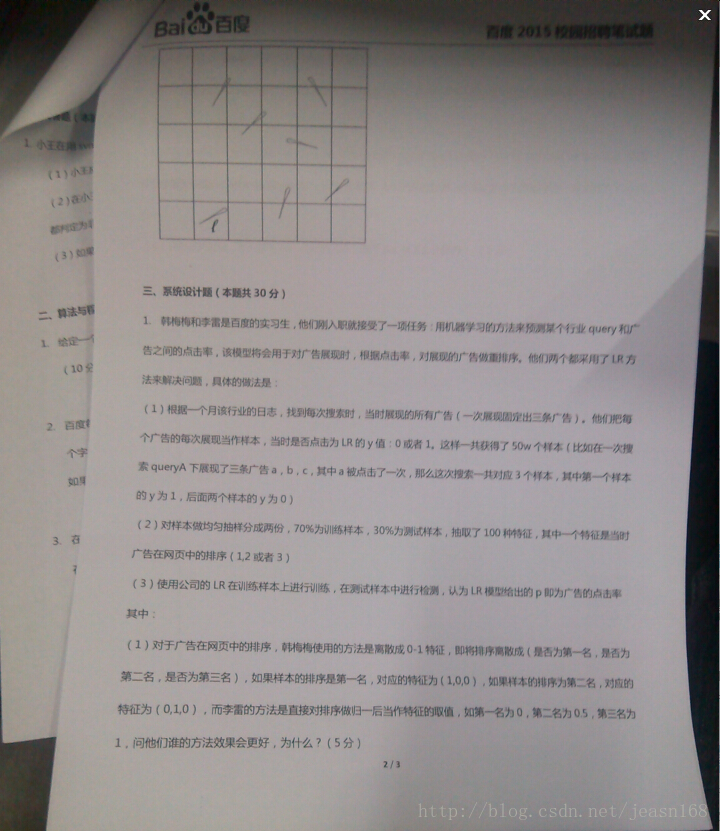 Bai du 百度
百度 2015 校园招聘笔试题
三、系统设计题（本题共 30 分）
1. 韩梅梅和李雷是百度的实习生，他们刚入职就接受了一项任务：用机器学习的方法来预测某个行业 query 和广
告之间的点击率，该模型将会用于对广告展现时，根据点击率，对展现的广告做重排序。他们两个都采用了 LR 方
法来解决问题，具体的做法是：
（1）根据一个月该行业的日志，找到每次搜索时，当时展现的所有广告（一次展现固定出三条广告）。他们把每
个广告的每次展现当作样本，当时是否点击为 LR 的 y 值：0 或者 1。这样一共获得了 50w 个样本（比如在一次搜
索 queryA 下展现了三条广告 a，b，c，其中 a 被点击了一次，那么这次搜索一共对应 3 个样本，其中第一个样本
的 y 为 1，后面两个样本的 y 为 0）
（2）对样本做均匀抽样分成两份，70%为训练样本，30%为测试样本，抽取了 100 种特征，其中一个特征是当时
广告在网页中的排序（1,2 或者 3）
（3）使用公司的 LR 在训练样本上进行训练，在测试样本中进行检测，认为 LR 模型给出的 p 即为广告的点击率
其中：
（1）对于广告在网页中的排序，韩梅梅使用的方法是离散成 0-1 特征，即将排序离散成（是否为第一名，是否为
第二名，是否为第三名），如果样本的排序是第一名，对应的特征为（1,0,0），如果样本的排序为第二名，对应的
特征为（0,1,0），而李雷的方法是直接对排序做归一后当作特征的取值，如第一名为 0，第二名为 0.5，第三名为
1，问他们谁的方法效果会更好，为什么？（5 分）
2 / 3
1. 小王在用
（1）小王
（2）在小
都判定为
（3）如果
二、算法与程
1. 给定一个
（10 分
2. 百度
个字
如果
3. 在
http://blog.csdn.net/jeasn168